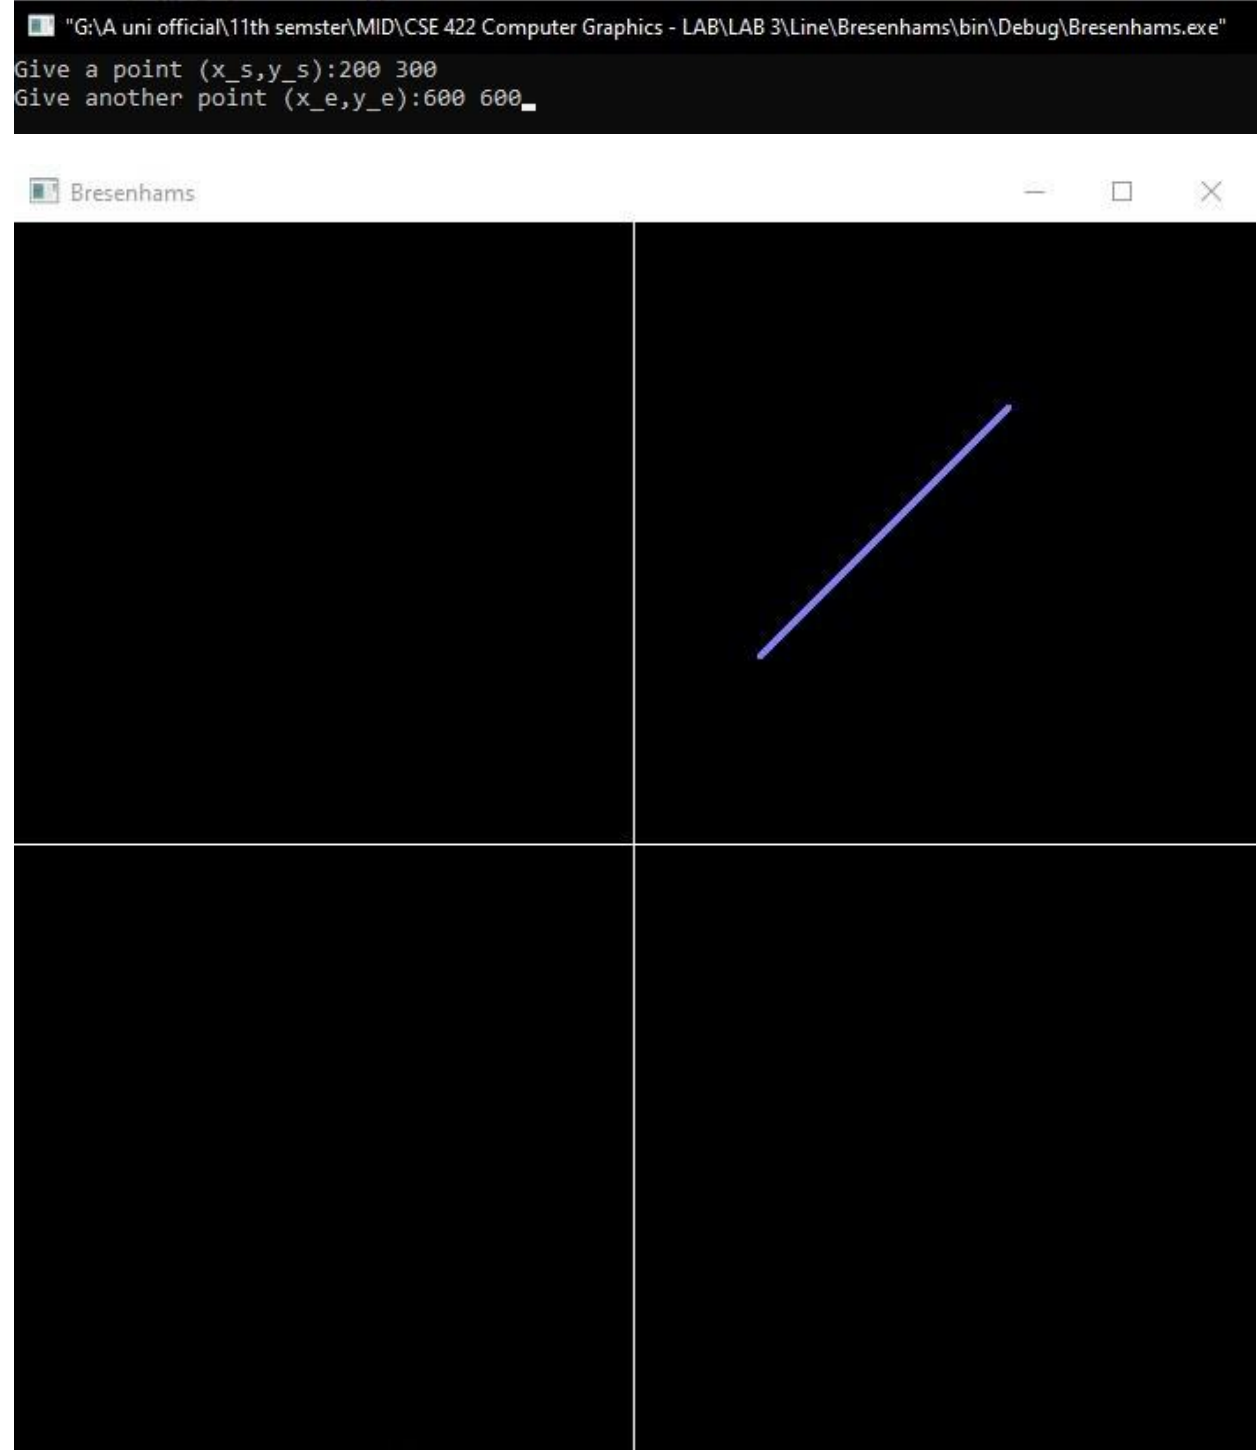 "G:\A uni official\11th semster\MID\CSE 422 Computer Graphics - LAB\LAB 3\Line\Bresenhams\bin\Debug\Bresenhams.exe"
Give a point (x_s,y_s):200 300
Give another point (x_e,y_e):600 600
Bresenhams